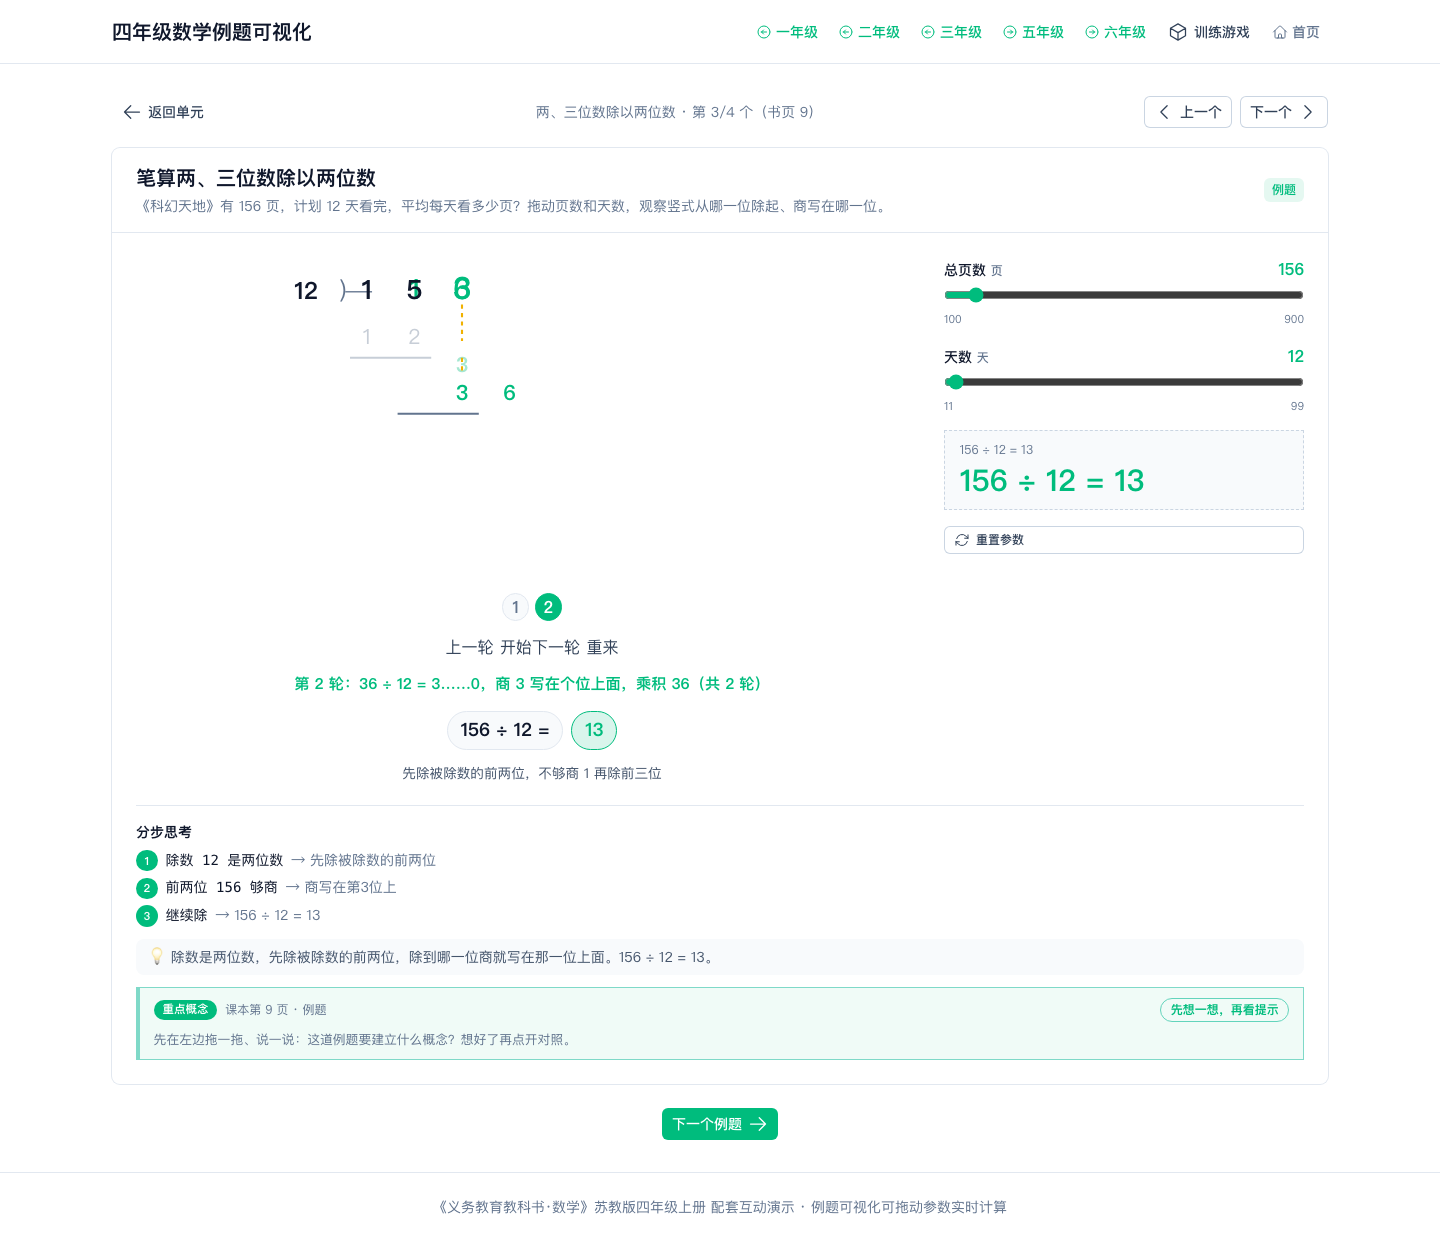 四年级数学例题可视化
一年级 二年级 三年级 五年级 六年级 训练游戏 首页
返回单元
两、三位数除以两位数 · 第 3/4 个（书页 9）
上一个 下一个
笔算两、三位数除以两位数
《科幻天地》有 156 页，计划 12 天看完，平均每天看多少页？拖动页数和天数，观察竖式从哪一位除起、商写在哪一位。
例题
12 ) 1 5 6
1 2
3
3 6
总页数 页 156
100 900
天数 天 12
11 99
156 ÷ 12 = 13
156 ÷ 12 = 13
重置参数
1 2
上一轮 开始下一轮 重来
第 2 轮：36 ÷ 12 = 3……0，商 3 写在个位上面，乘积 36（共 2 轮）
156 ÷ 12 = 13
先除被除数的前两位，不够商 1 再除前三位
分步思考
1 除数 12 是两位数 → 先除被除数的前两位
2 前两位 156 够商 → 商写在第3位上
3 继续除 → 156 ÷ 12 = 13
💡 除数是两位数，先除被除数的前两位，除到哪一位商就写在那一位上面。156 ÷ 12 = 13。
重点概念 课本第 9 页 · 例题
先想一想，再看提示
先在左边拖一拖、说一说：这道例题要建立什么概念？想好了再点开对照。
下一个例题
《义务教育教科书·数学》苏教版四年级上册 配套互动演示 · 例题可视化可拖动参数实时计算